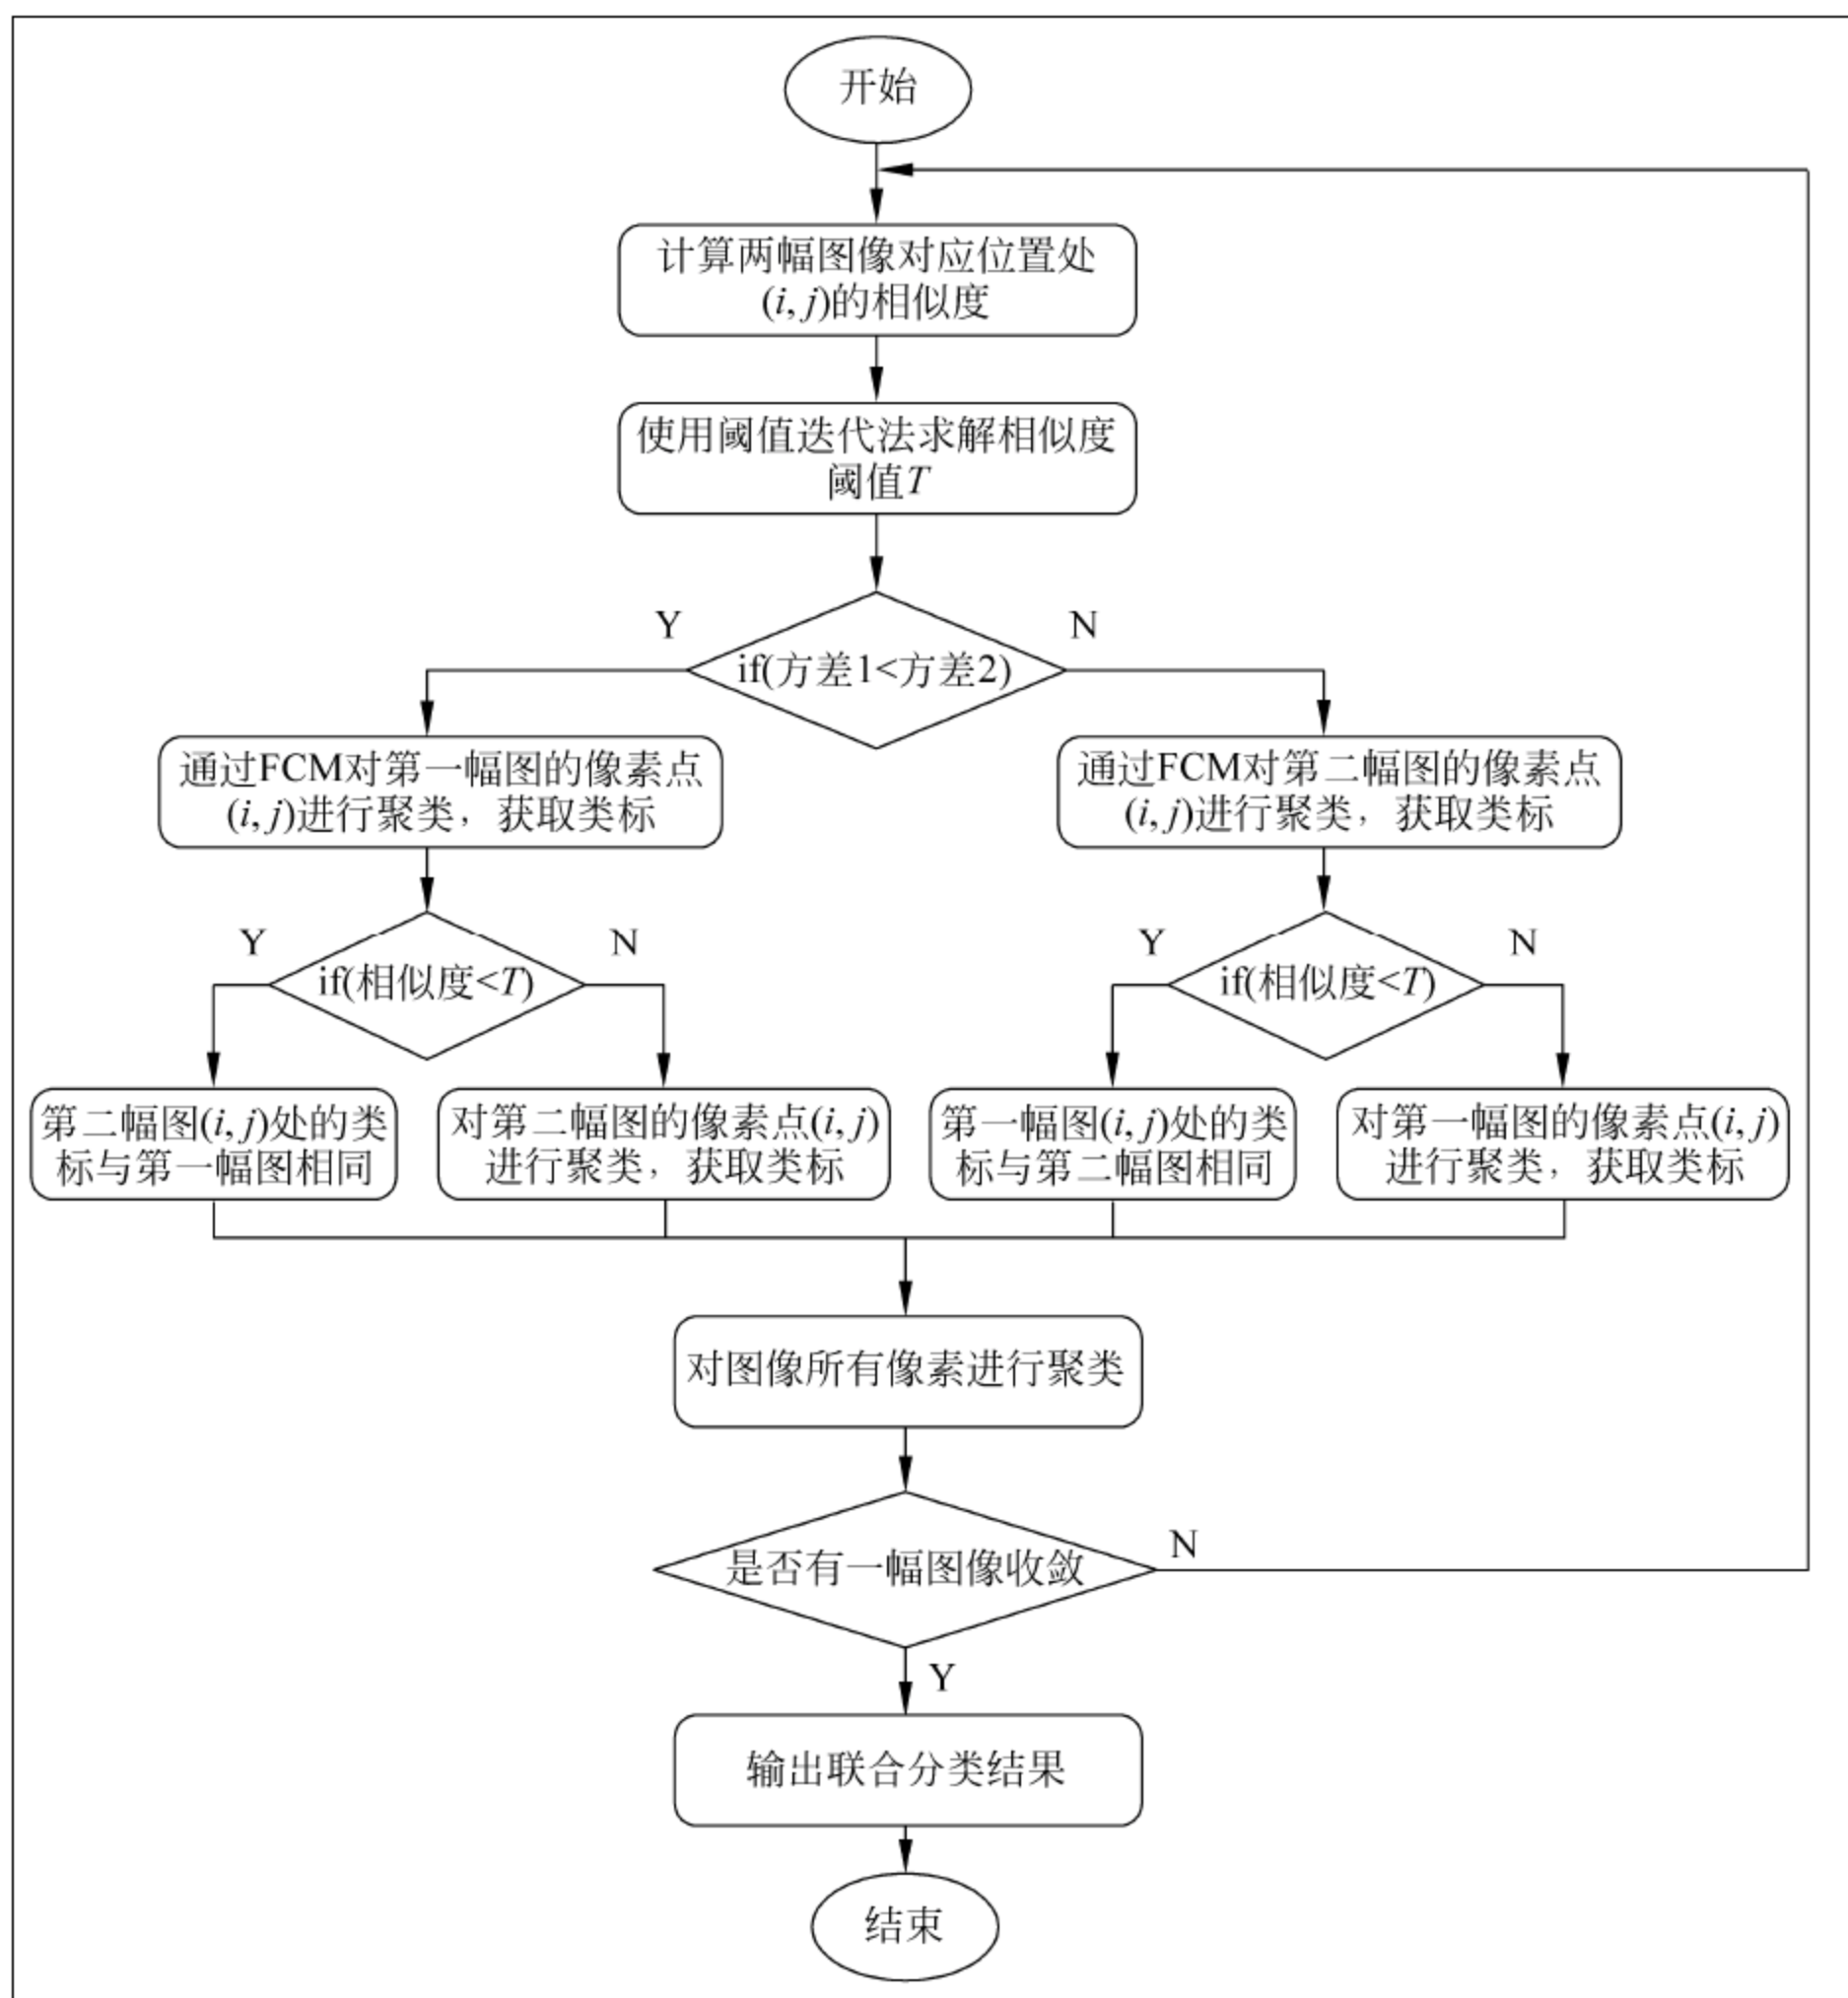 开始
计算两幅图像对应位置处
(i, j)的相似度
使用阈值迭代法求解相似度
阈值T
Y
N
if(方差1<方差2)
通过FCM对第一幅图的像素点
(i, j)进行聚类，获取类标
通过FCM对第二幅图的像素点
(i, j)进行聚类，获取类标
Y
N
if(相似度<T)
Y
N
if(相似度<T)
第二幅图(i, j)处的类
标与第一幅图相同
对第二幅图的像素点(i, j)
进行聚类，获取类标
第一幅图(i, j)处的类
标与第二幅图相同
对第一幅图的像素点(i, j)
进行聚类，获取类标
对图像所有像素进行聚类
是否有一幅图像收敛
N
Y
输出联合分类结果
结束